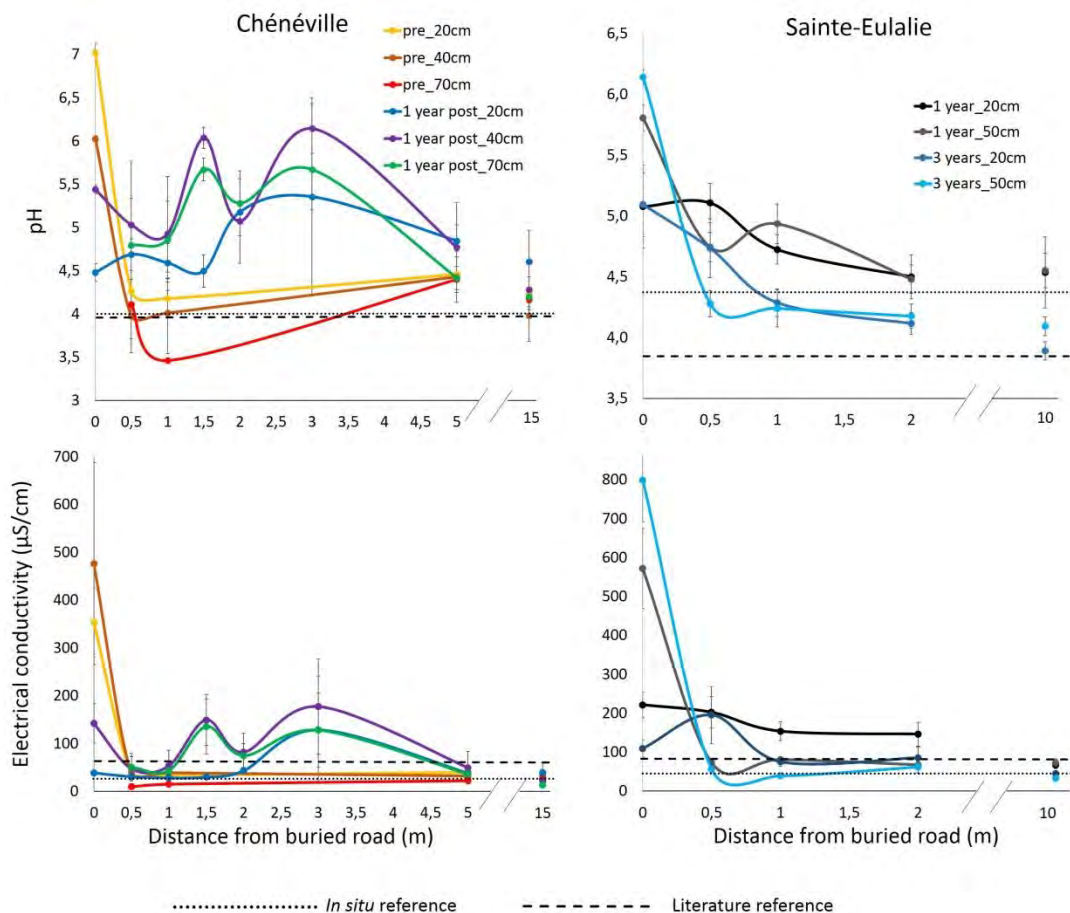 Chénéville
Sainte-Eulalie
pH
7
6,5
6
5,5
5
4,5
4
3,5
3
pre_20cm
pre_40cm
pre_70cm
1 year post_20cm
1 year post_40cm
1 year post_70cm
0 0,5 1 1,5 2 2,5 3 3,5 4 4,5 5 15
6,5
6,0
5,5
5,0
4,5
4,0
3,5
1 year_20cm
1 year_50cm
3 years_20cm
3 years_50cm
0 0,5 1 1,5 2 10
Electrical conductivity (µS/cm)
700
600
500
400
300
200
100
0
0 0,5 1 1,5 2 2,5 3 3,5 4 4,5 5 15
Distance from buried road (m)
800
700
600
500
400
300
200
100
0
0 0,5 1 1,5 2 10
Distance from buried road (m)
In situ reference
Literature reference